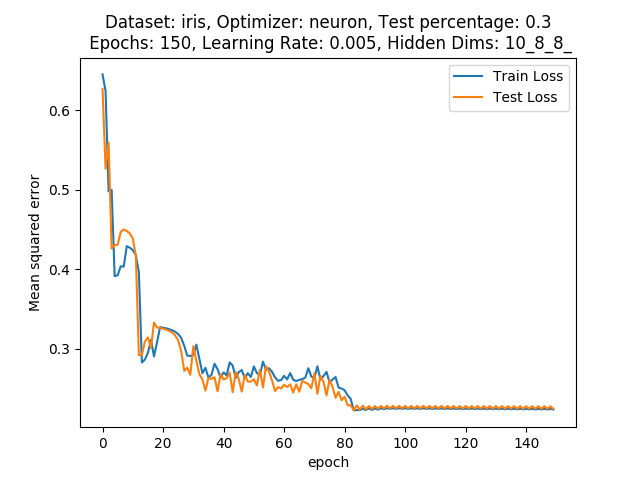 Dataset: iris, Optimizer: neuron, Test percentage: 0.3
Epochs: 150, Learning Rate: 0.005, Hidden Dims: 10_8_8_
Train Loss
Test Loss
Mean squared error
0.6
0.5
0.4
0.3
0 20 40 60 80 100 120 140
epoch